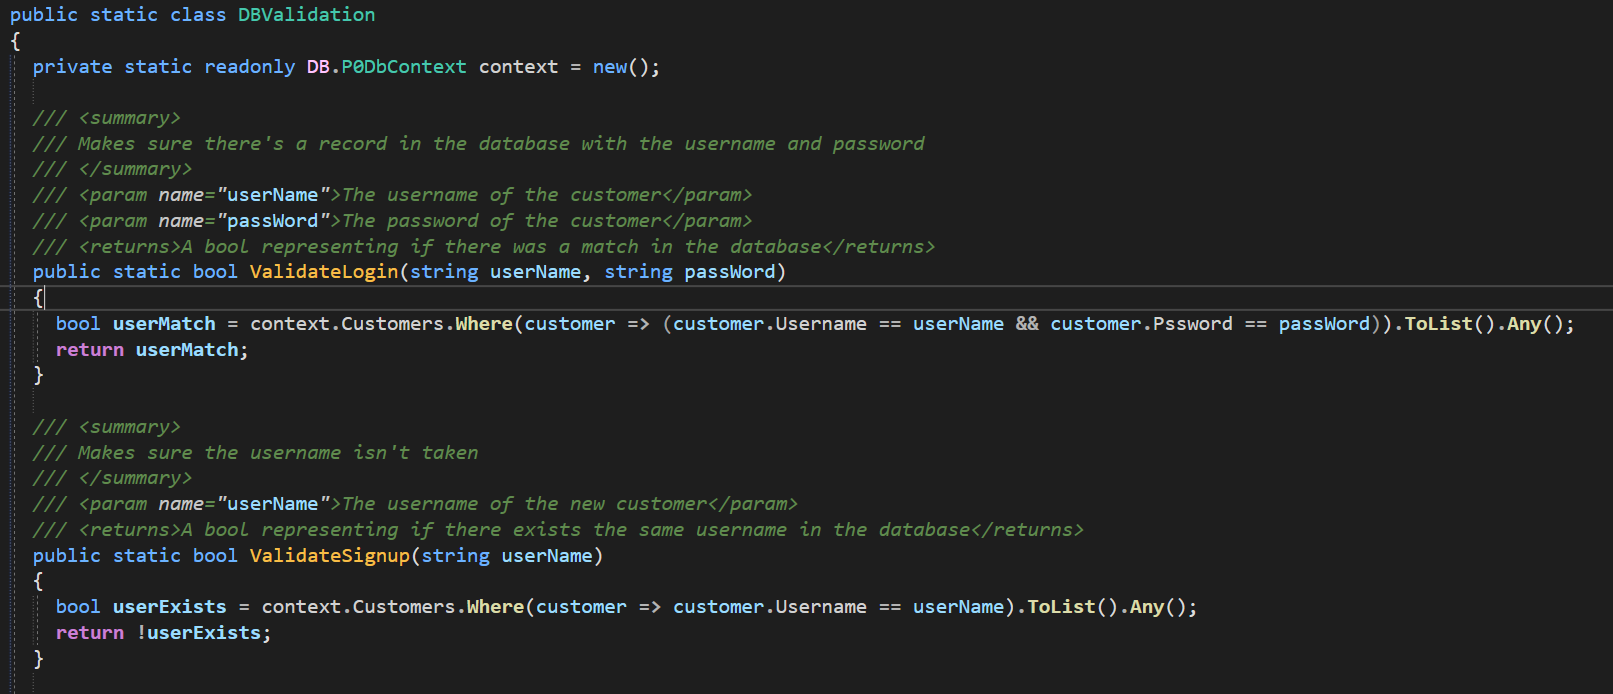 public static class DBValidation
{
private static readonly DB.P0DbContext context = new();
/// <summary>
/// Makes sure there's a record in the database with the username and password
/// </summary>
/// <param name="userName">The username of the customer</param>
/// <param name="passWord">The password of the customer</param>
/// <returns>A bool representing if there was a match in the database</returns>
public static bool ValidateLogin(string userName, string passWord)
{
bool userMatch = context.Customers.Where(customer => (customer.Username == userName && customer.Pssword == passWord)).ToList().Any();
return userMatch;
}
/// <summary>
/// Makes sure the username isn't taken
/// </summary>
/// <param name="userName">The username of the new customer</param>
/// <returns>A bool representing if there exists the same username in the database</returns>
public static bool ValidateSignup(string userName)
{
bool userExists = context.Customers.Where(customer => customer.Username == userName).ToList().Any();
return !userExists;
}